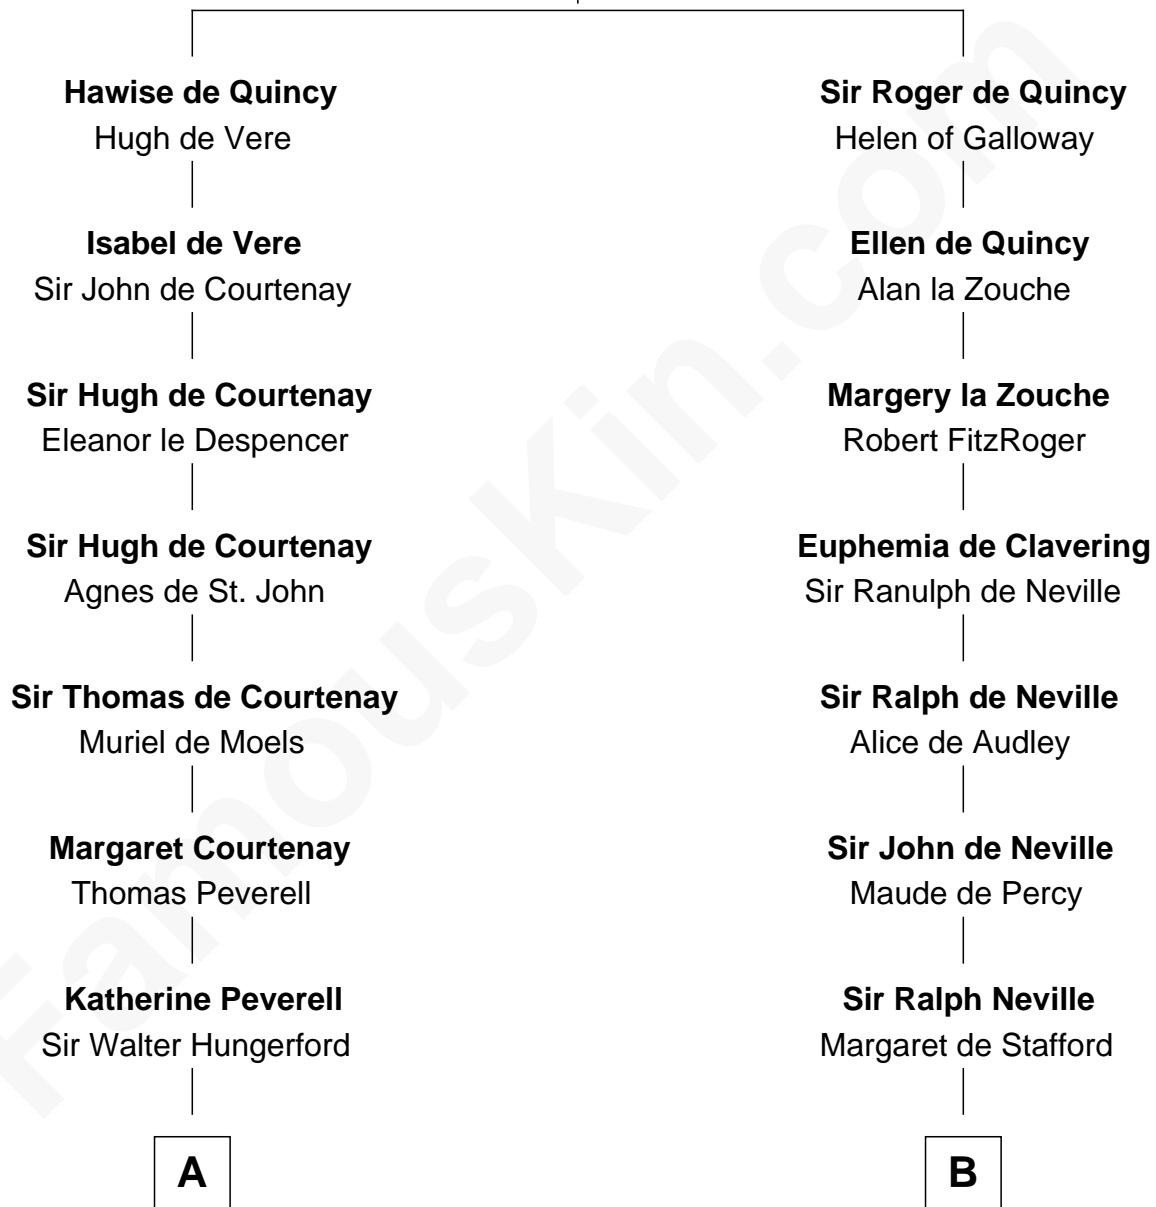 Hawise de Quincy
Hugh de Vere
Sir Roger de Quincy
Helen of Galloway
Isabel de Vere
Sir John de Courtenay
Ellen de Quincy
Alan la Zouche
Sir Hugh de Courtenay
Eleanor le Despencer
Margery la Zouche
Robert FitzRoger
Sir Hugh de Courtenay
Agnes de St. John
Euphemia de Clavering
Sir Ranulph de Neville
Sir Thomas de Courtenay
Muriel de Moels
Sir Ralph de Neville
Alice de Audley
Margaret Courtenay
Thomas Peverell
Sir John de Neville
Maude de Percy
Katherine Peverell
Sir Walter Hungerford
Sir Ralph Neville
Margaret de Stafford
A
B
FamousKin.com